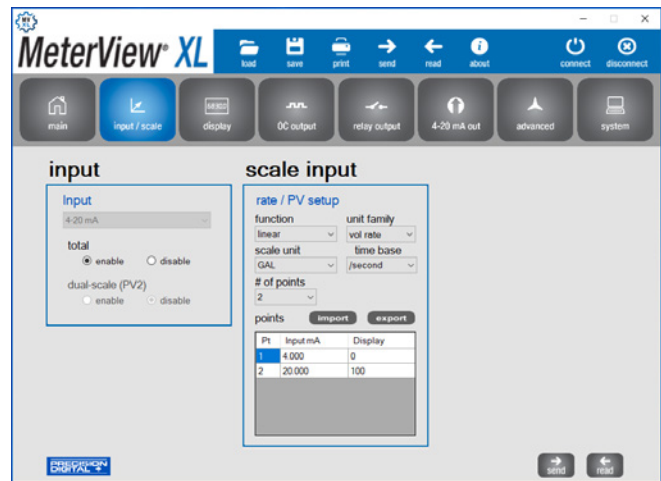 MeterView® XL
load save print send read about connect disconnect
main input / scale display OC output relay output 4-20 mA out advanced system
input
Input
4-20 mA
total
enable disable
dual-scale (PV2)
enable disable
scale input
rate / PV setup
function unit family
linear vol rate
scale unit time base
GAL /second
# of points
2
points import export
Pt Input mA Display
1 4.000 0
2 20.000 100
PRECISION
DIGITAL
send read